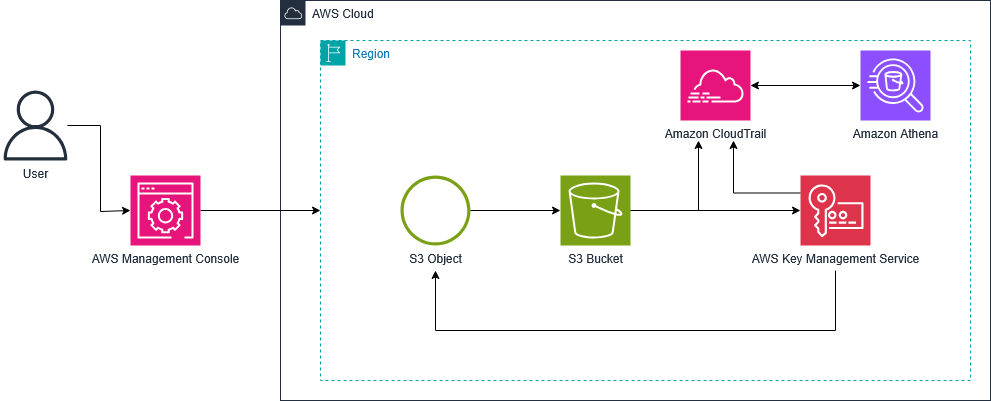 AWS Cloud
Region
User
AWS Management Console
Amazon CloudTrail
Amazon Athena
S3 Object
S3 Bucket
AWS Key Management Service